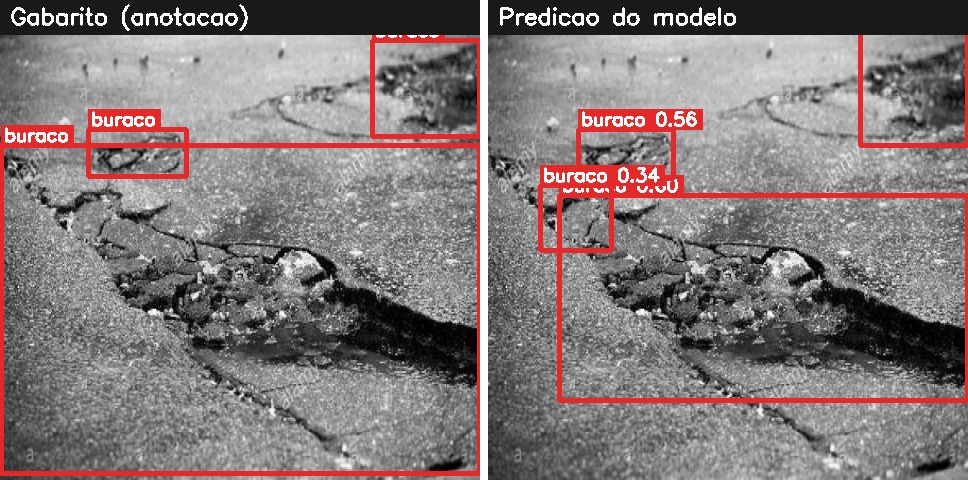 Gabarito (anotacao)
Predicao do modelo
buraco
buraco
buraco
buraco 0.56
buraco 0.34